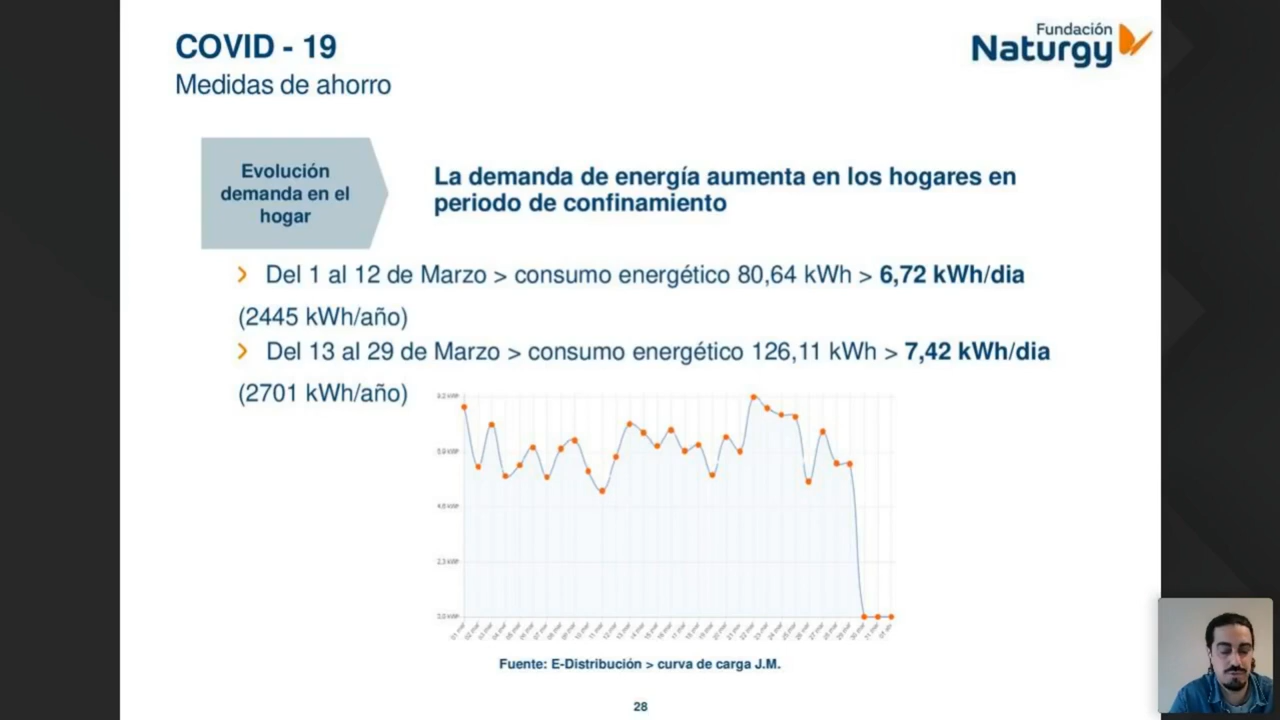 COVID - 19
Medidas de ahorro
Fundación
Naturgy
Evolución
demanda en el
hogar
La demanda de energía aumenta en los hogares en
periodo de confinamiento
Del 1 al 12 de Marzo > consumo energético 80,64 kWh > 6,72 kWh/dia
(2445 kWh/año)
Del 13 al 29 de Marzo > consumo energético 126,11 kWh > 7,42 kWh/dia
(2701 kWh/año)
Fuente: E-Distribución > curva de carga J.M.
28